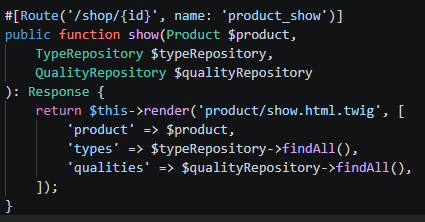 #[Route('/shop/{id}', name: 'product_show')]
public function show(Product $product,
    TypeRepository $typeRepository,
    QualityRepository $qualityRepository
): Response {
    return $this->render('product/show.html.twig', [
        'product' => $product,
        'types' => $typeRepository->findAll(),
        'qualities' => $qualityRepository->findAll(),
    ]);
}